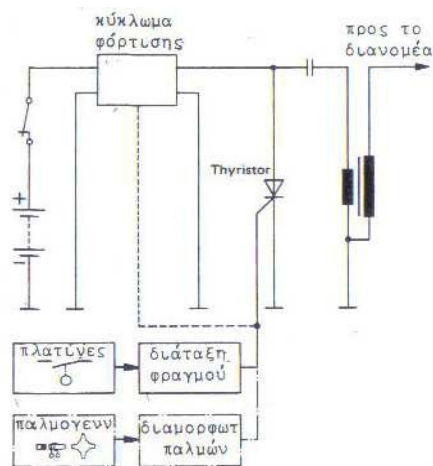 κύκλωμα
φόρτισης
προς το
διανομέα
Thyristor
+
-
πλατίνες
διάταξη
φραγμού
παλμογενν
διαμορφωτ
παλμών